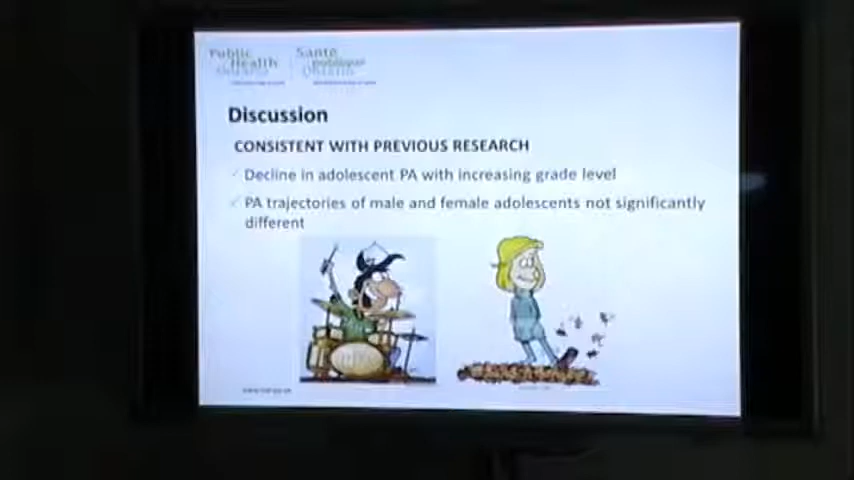 Public Health Ontario
Santé publique Ontario
Discussion
CONSISTENT WITH PREVIOUS RESEARCH
Decline in adolescent PA with increasing grade level
PA trajectories of male and female adolescents not significantly
different